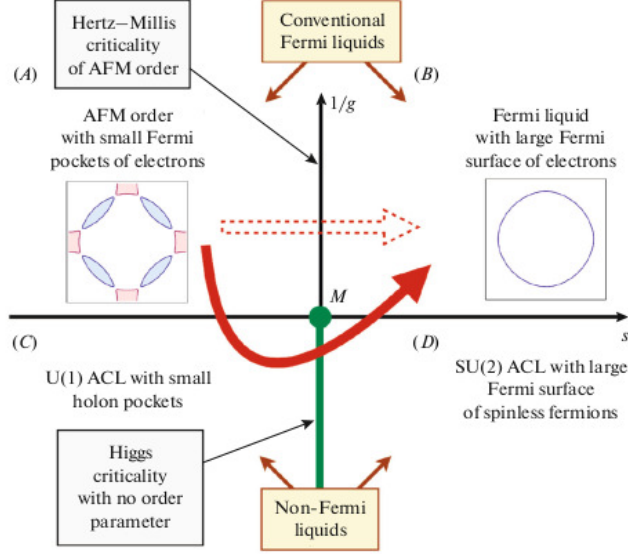 Hertz–Millis
criticality
of AFM order
Conventional
Fermi liquids
(A)
(B)
1/g
AFM order
with small Fermi
pockets of electrons
Fermi liquid
with large Fermi
surface of electrons
M
s
(C)
(D)
U(1) ACL with small
holon pockets
SU(2) ACL with large
Fermi surface
of spinless fermions
Higgs
criticality
with no order
parameter
Non-Fermi
liquids